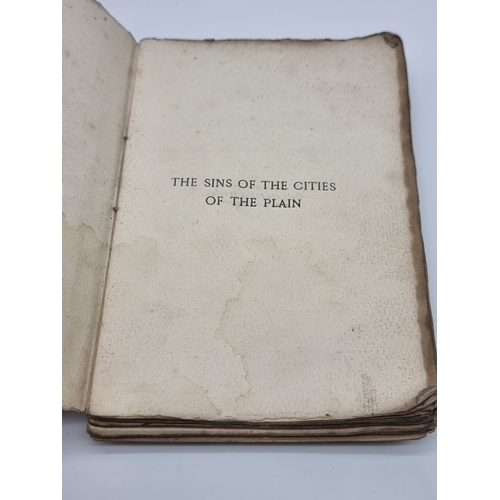 THE SINS OF THE CITIES
OF THE PLAIN